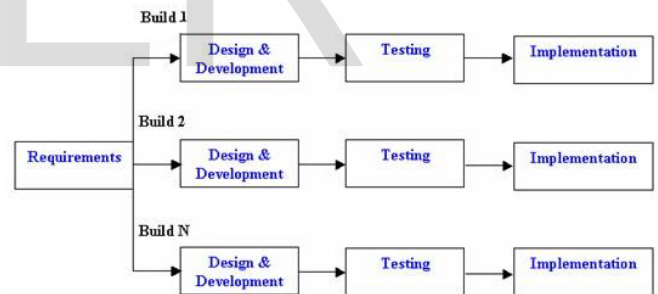 Build 1
Design &
Development
Testing
Implementation
Build 2
Requirements
Design &
Development
Testing
Implementation
Build N
Design &
Development
Testing
Implementation